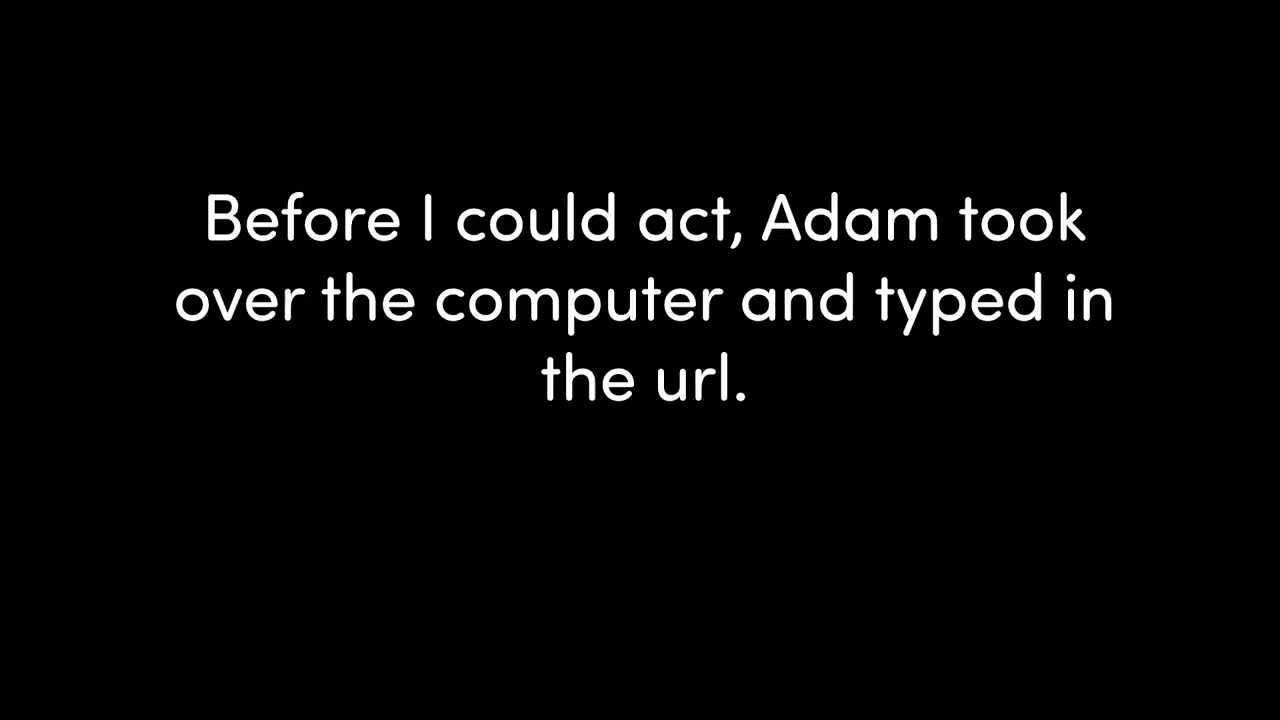 Before I could act, Adam took
over the computer and typed in
the url.